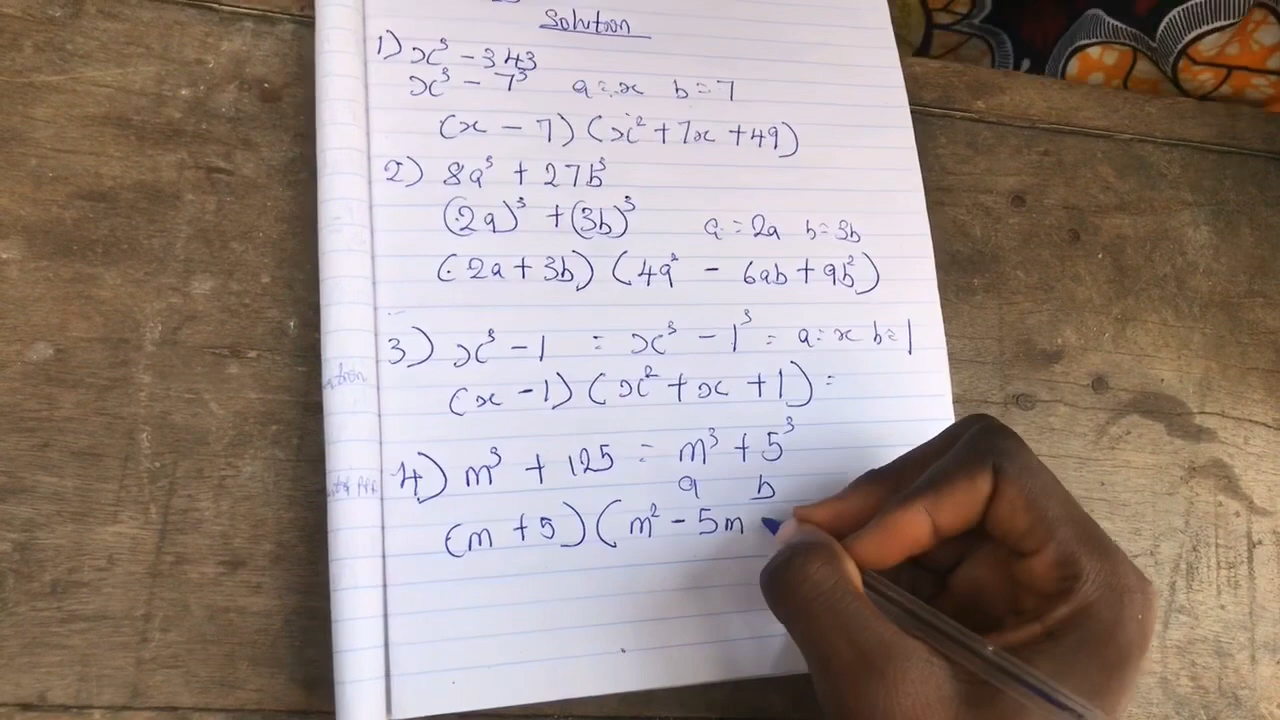 Solution
1) x³ - 343
x³ - 7³ a = x b = 7
(x - 7) (x² + 7x + 49)
2) 8a³ + 27b³
(2a)³ + (3b)³ a = 2a b = 3b
(2a + 3b) (4a² - 6ab + 9b²)
3) x³ - 1 = x³ - 1³ = a = x b = 1
(x - 1) (x² + x + 1) =
4) m³ + 125 = m³ + 5³
a b
(m + 5) (m² - 5m